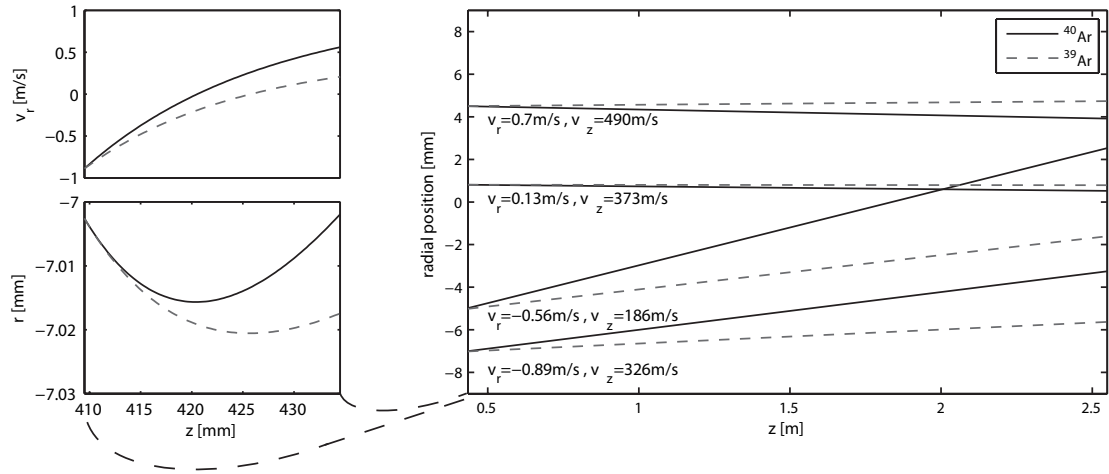 1
0.5
0
−0.5
−1
v_r [m/s]
−7
−7.01
−7.02
−7.03
r [mm]
410 415 420 425 430
z [mm]
8
6
4
2
0
−2
−4
−6
−8
radial position [mm]
⁴⁰Ar
³⁹Ar
v_r=0.7m/s , v_z=490m/s
v_r=0.13m/s , v_z=373m/s
v_r=−0.56m/s , v_z=186m/s
v_r=−0.89m/s , v_z=326m/s
0.5 1 1.5 2 2.5
z [m]